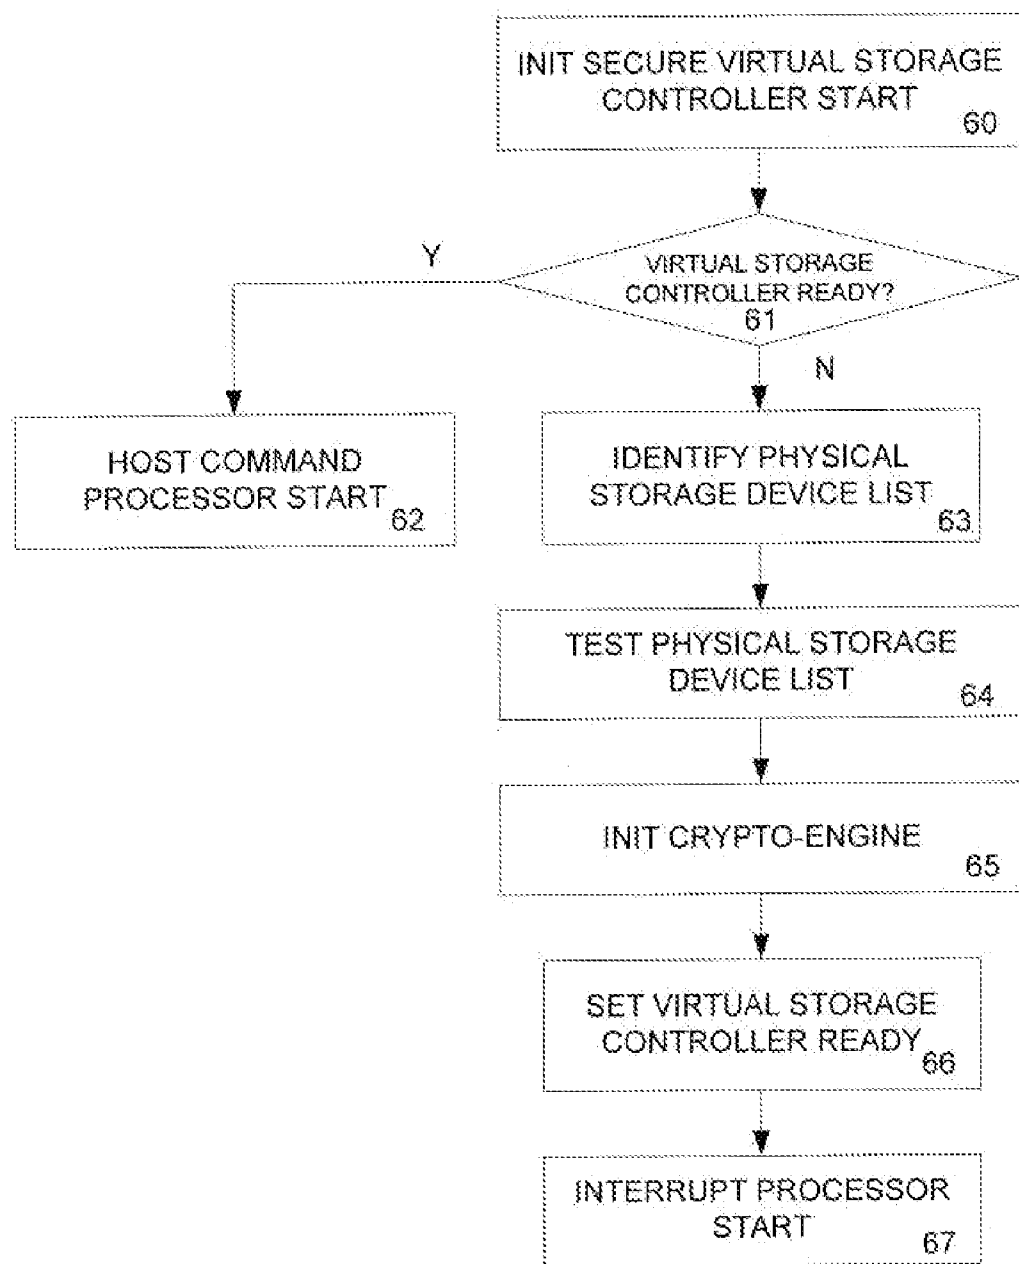 INIT SECURE VIRTUAL STORAGE
CONTROLLER START
60
VIRTUAL STORAGE
CONTROLLER READY?
61
Y
N
HOST COMMAND
PROCESSOR START
62
IDENTIFY PHYSICAL
STORAGE DEVICE LIST
63
TEST PHYSICAL STORAGE
DEVICE LIST
64
INIT CRYPTO-ENGINE
65
SET VIRTUAL STORAGE
CONTROLLER READY
66
INTERRUPT PROCESSOR
START
67